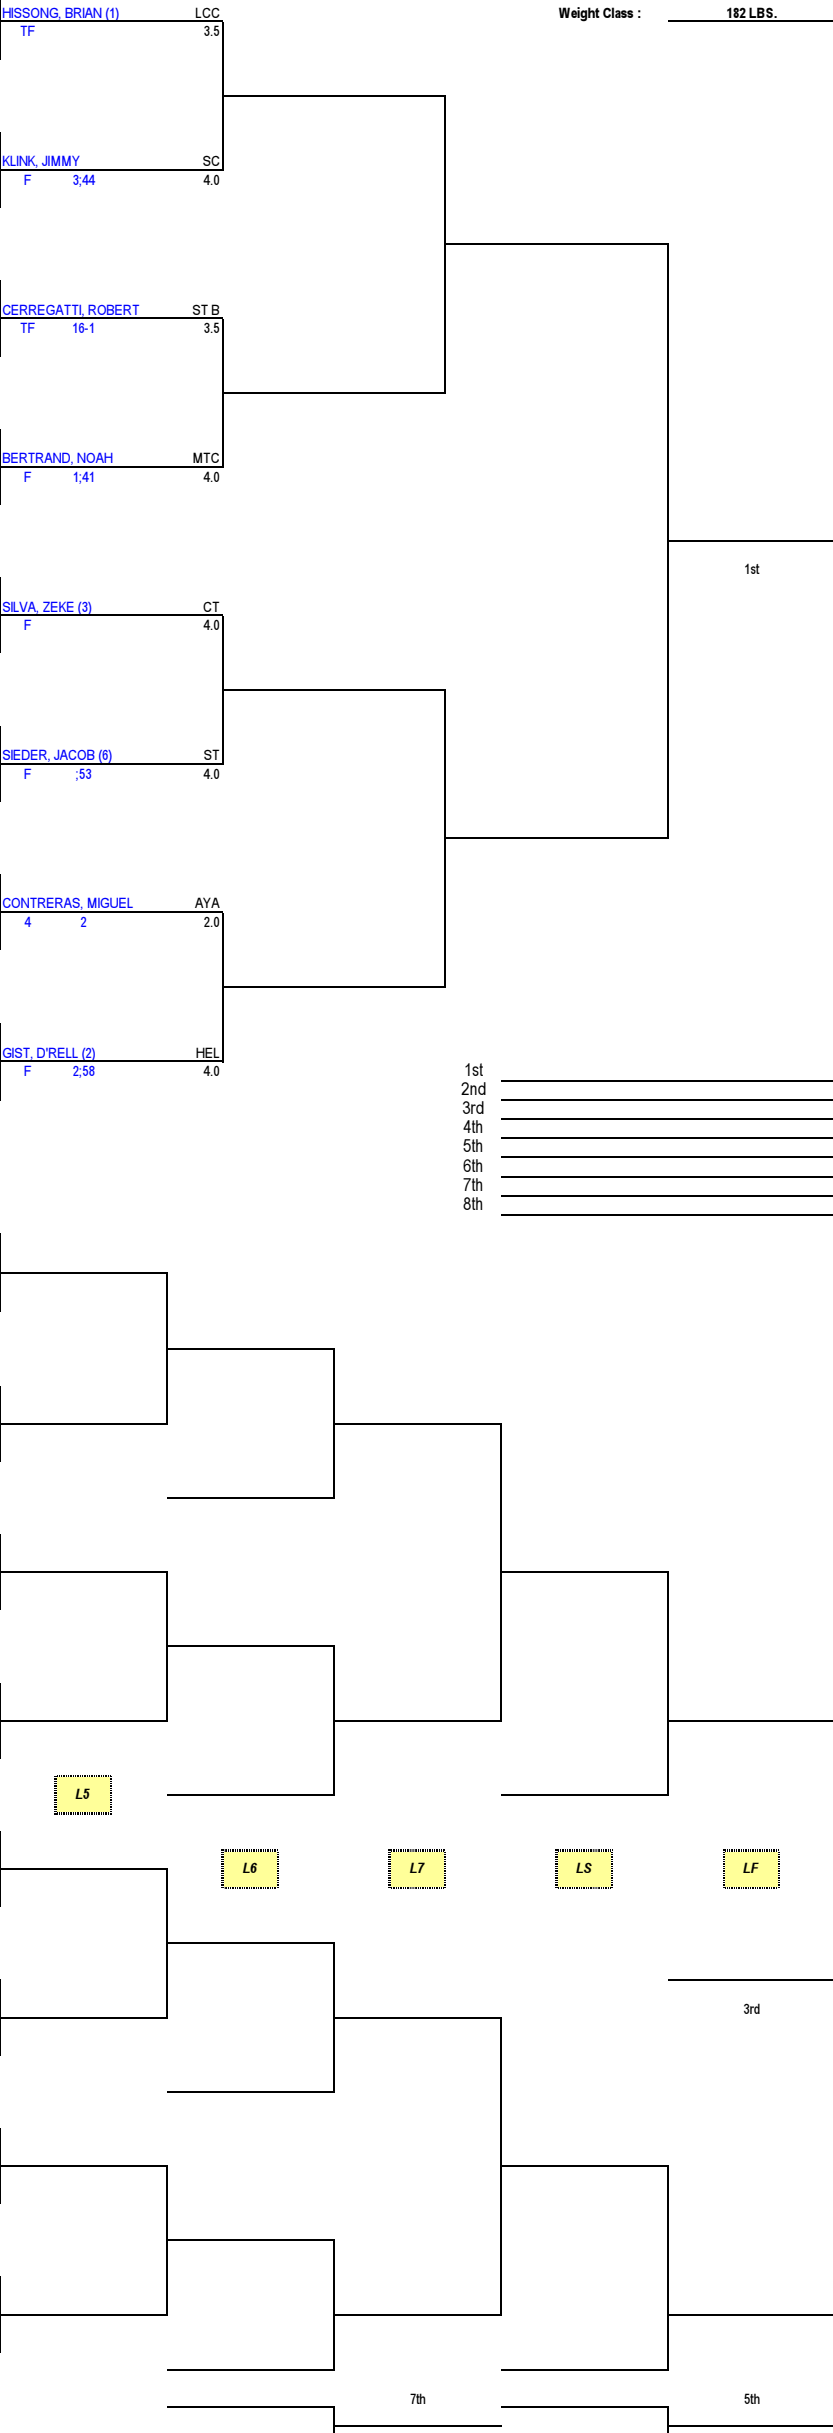 HISSONG, BRIAN (1) LCC Weight Class : 182 LBS.
TF 3.5
KLINK, JIMMY SC
F 3;44 4.0
CERREGATTI, ROBERT ST B
TF 16-1 3.5
BERTRAND, NOAH MTC
F 1;41 4.0
1st
SILVA, ZEKE (3) CT
F 4.0
SIEDER, JACOB (6) ST
F ;53 4.0
CONTRERAS, MIGUEL AYA
4 2 2.0
GIST, D'RELL (2) HEL
F 2;58 4.0
1st
2nd
3rd
4th
5th
6th
7th
8th
L5
L6 L7 LS LF
3rd
7th 5th